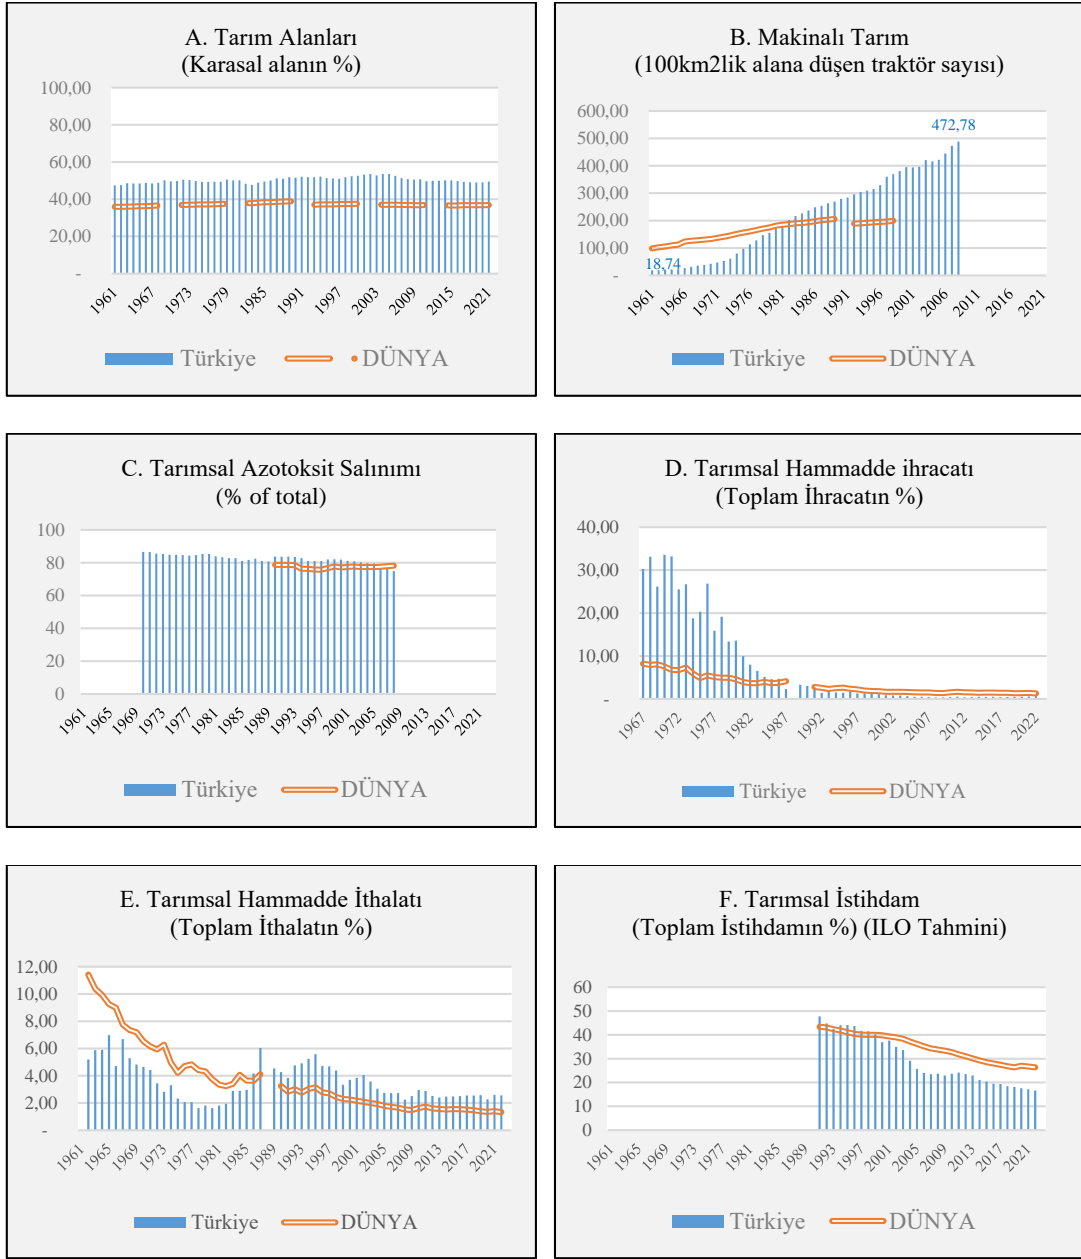 A. Tarım Alanları
(Karasal alanın %)
100,00
80,00
60,00
40,00
20,00
-
1961 1967 1973 1979 1985 1991 1997 2003 2009 2015 2021
Türkiye DÜNYA
B. Makinalı Tarım
(100km2lik alana düşen traktör sayısı)
600,00
500,00
400,00
300,00
200,00
100,00
-
472,78
18,74
1961 1966 1971 1976 1981 1986 1991 1996 2001 2006 2011 2016 2021
Türkiye DÜNYA
C. Tarımsal Azotoksit Salınımı
(% of total)
100
80
60
40
20
0
1961 1965 1969 1973 1977 1981 1985 1989 1993 1997 2001 2005 2009 2013 2017 2021
Türkiye DÜNYA
D. Tarımsal Hammadde ihracatı
(Toplam İhracatın %)
40,00
30,00
20,00
10,00
-
1967 1972 1977 1982 1987 1992 1997 2002 2007 2012 2017 2022
Türkiye DÜNYA
E. Tarımsal Hammadde İthalatı
(Toplam İthalatın %)
12,00
10,00
8,00
6,00
4,00
2,00
-
1961 1965 1969 1973 1977 1981 1985 1989 1993 1997 2001 2005 2009 2013 2017 2021
Türkiye DÜNYA
F. Tarımsal İstihdam
(Toplam İstihdamın %) (ILO Tahmini)
60
50
40
30
20
10
0
1961 1965 1969 1973 1977 1981 1985 1989 1993 1997 2001 2005 2009 2013 2017 2021
Türkiye DÜNYA